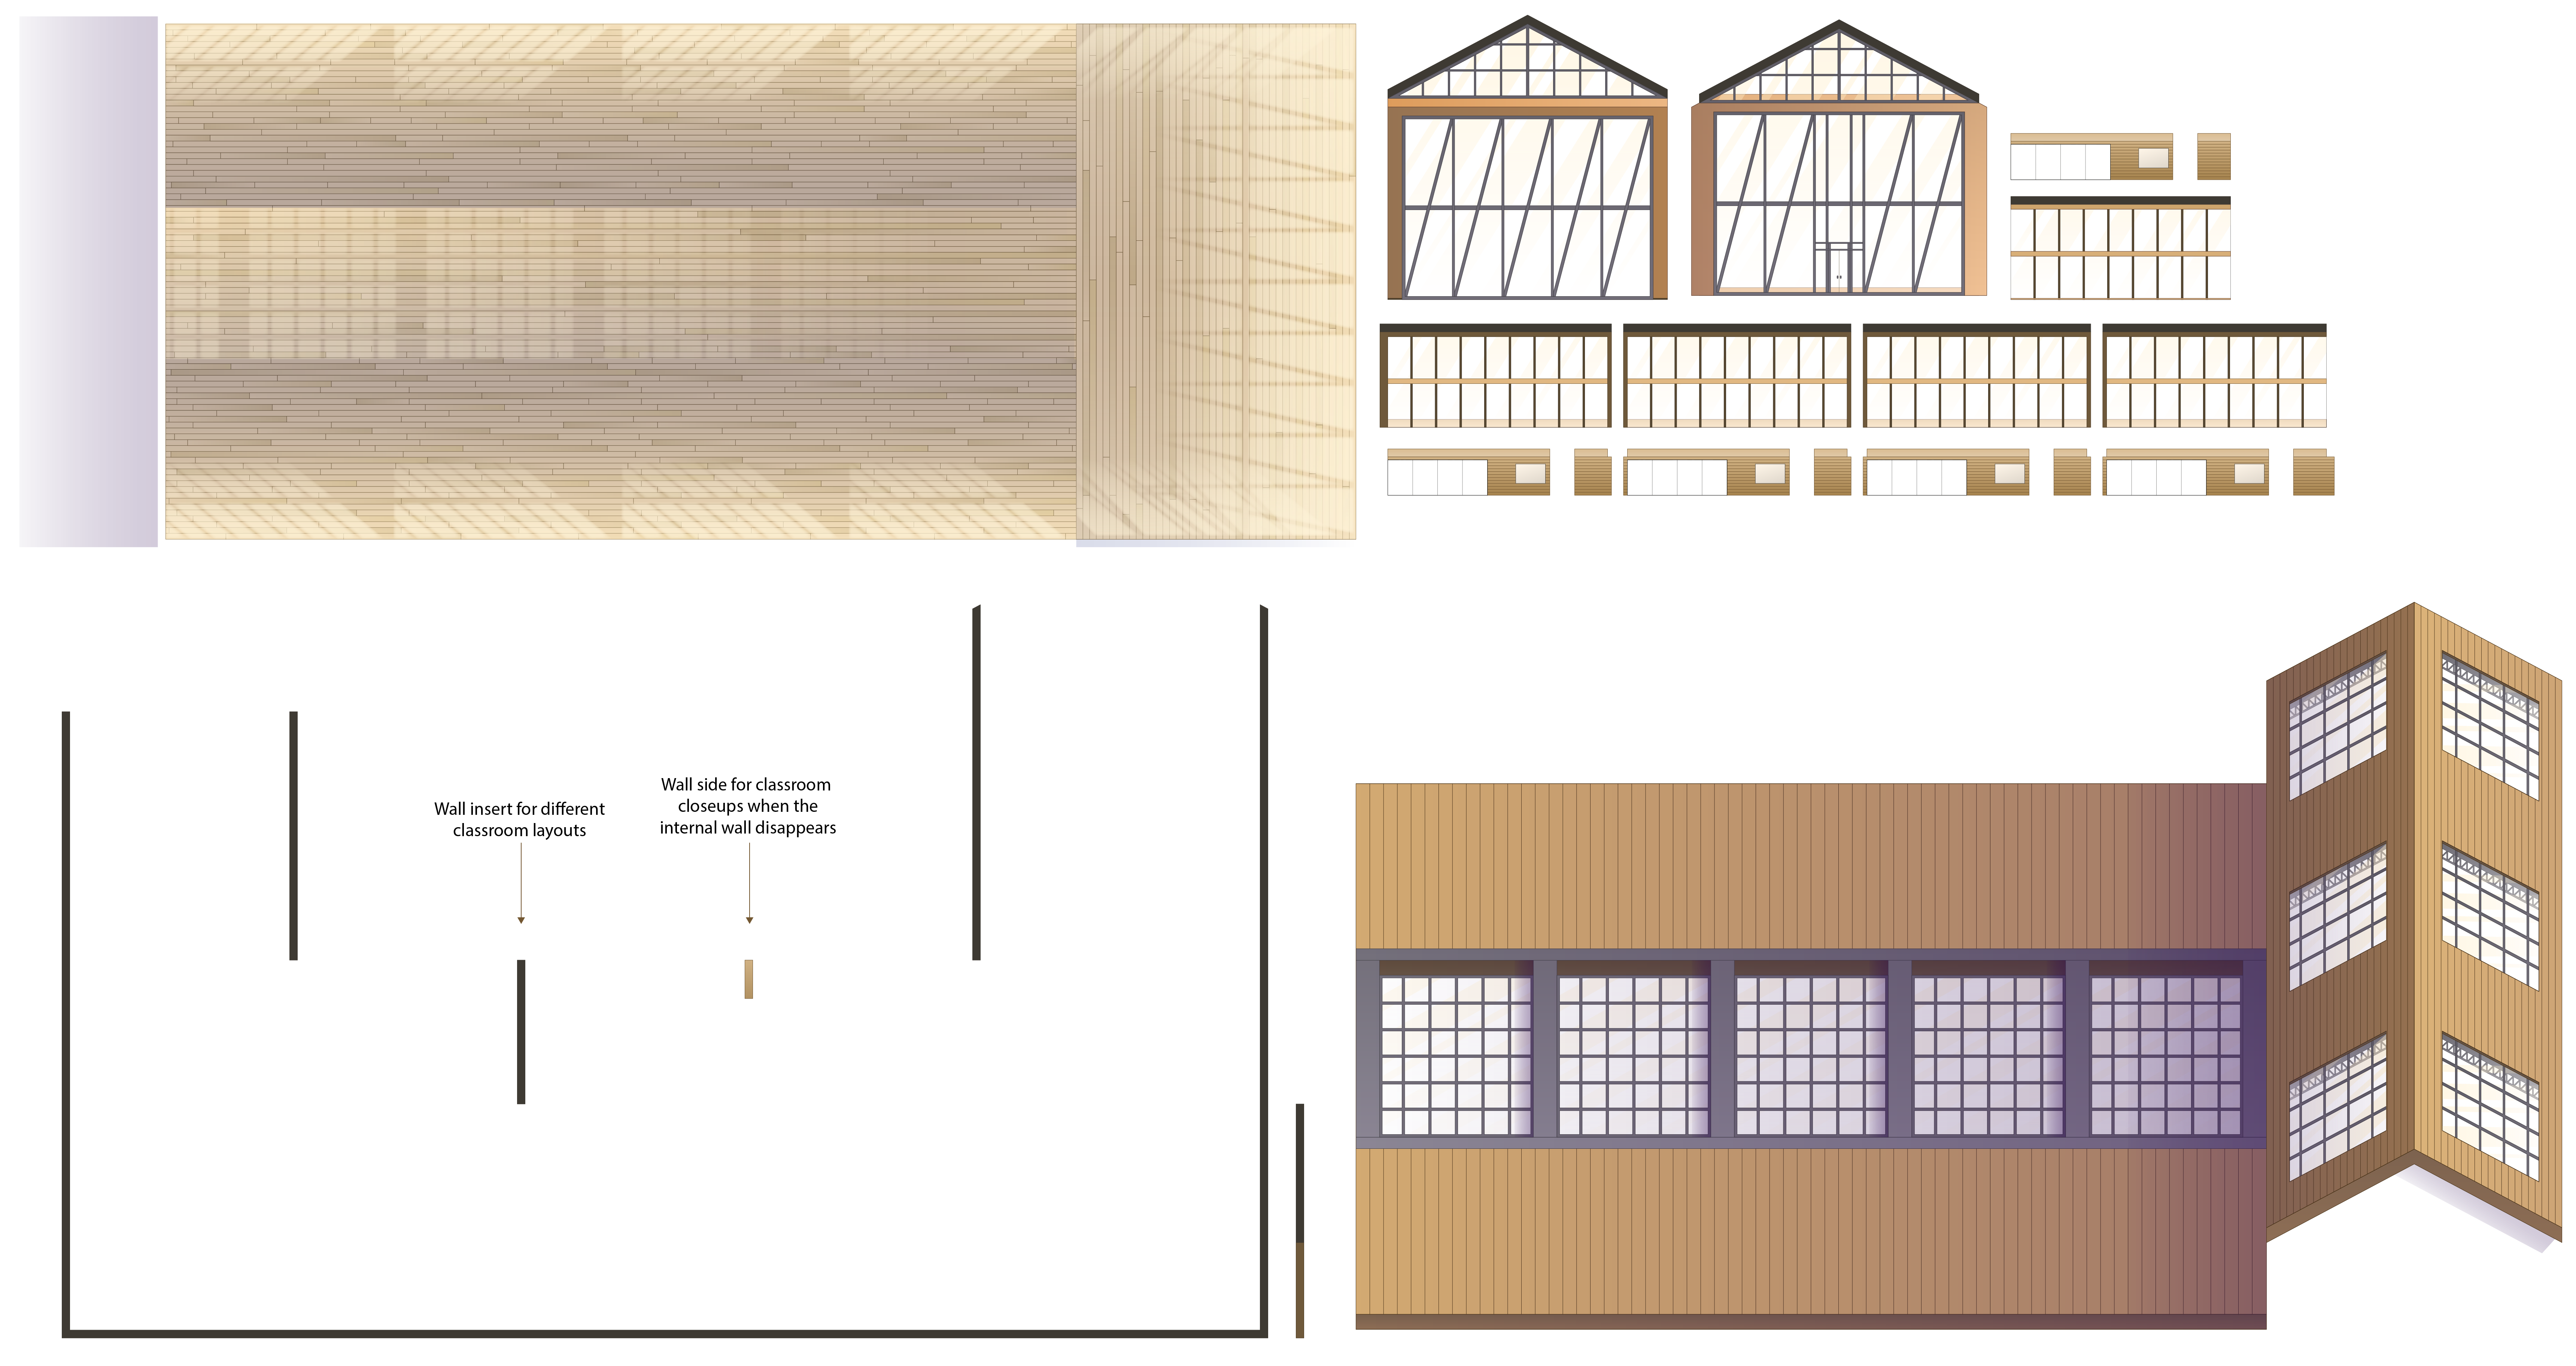 Wall insert for different
classroom layouts
Wall side for classroom
closeups when the
internal wall disappears